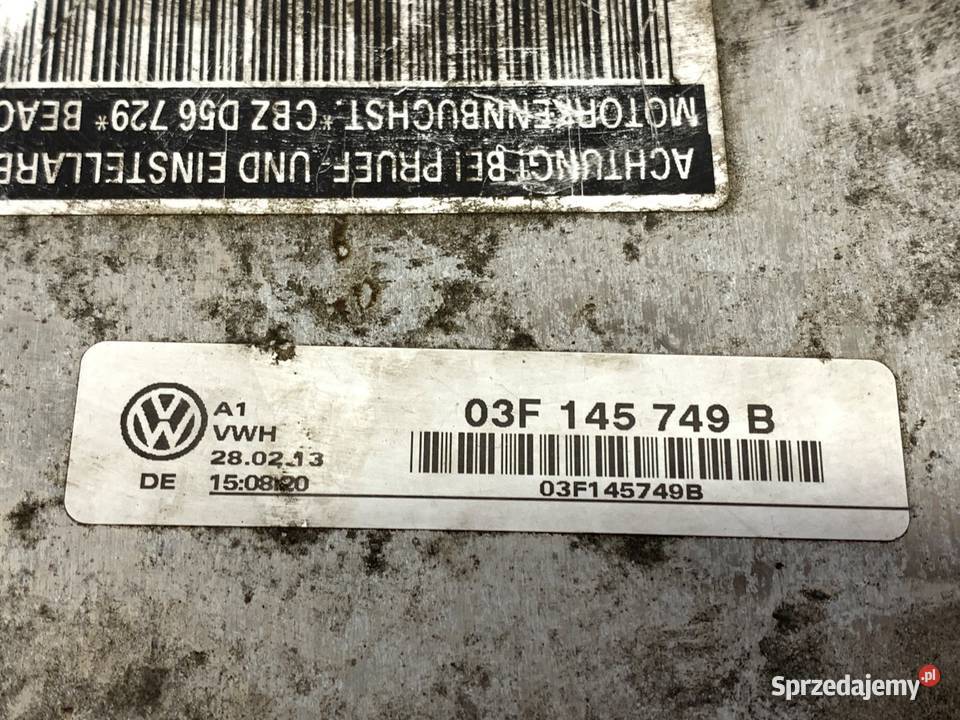 ACHTUNG! BEI PRUEF- UND EINSTELLARB
MOTORKENNBUCHST. CBZ D56 729* BEAC
A1
VWH
28.02.13
DE 15:08:20
03F 145 749 B
03F145749B
Sprzedajemy.pl